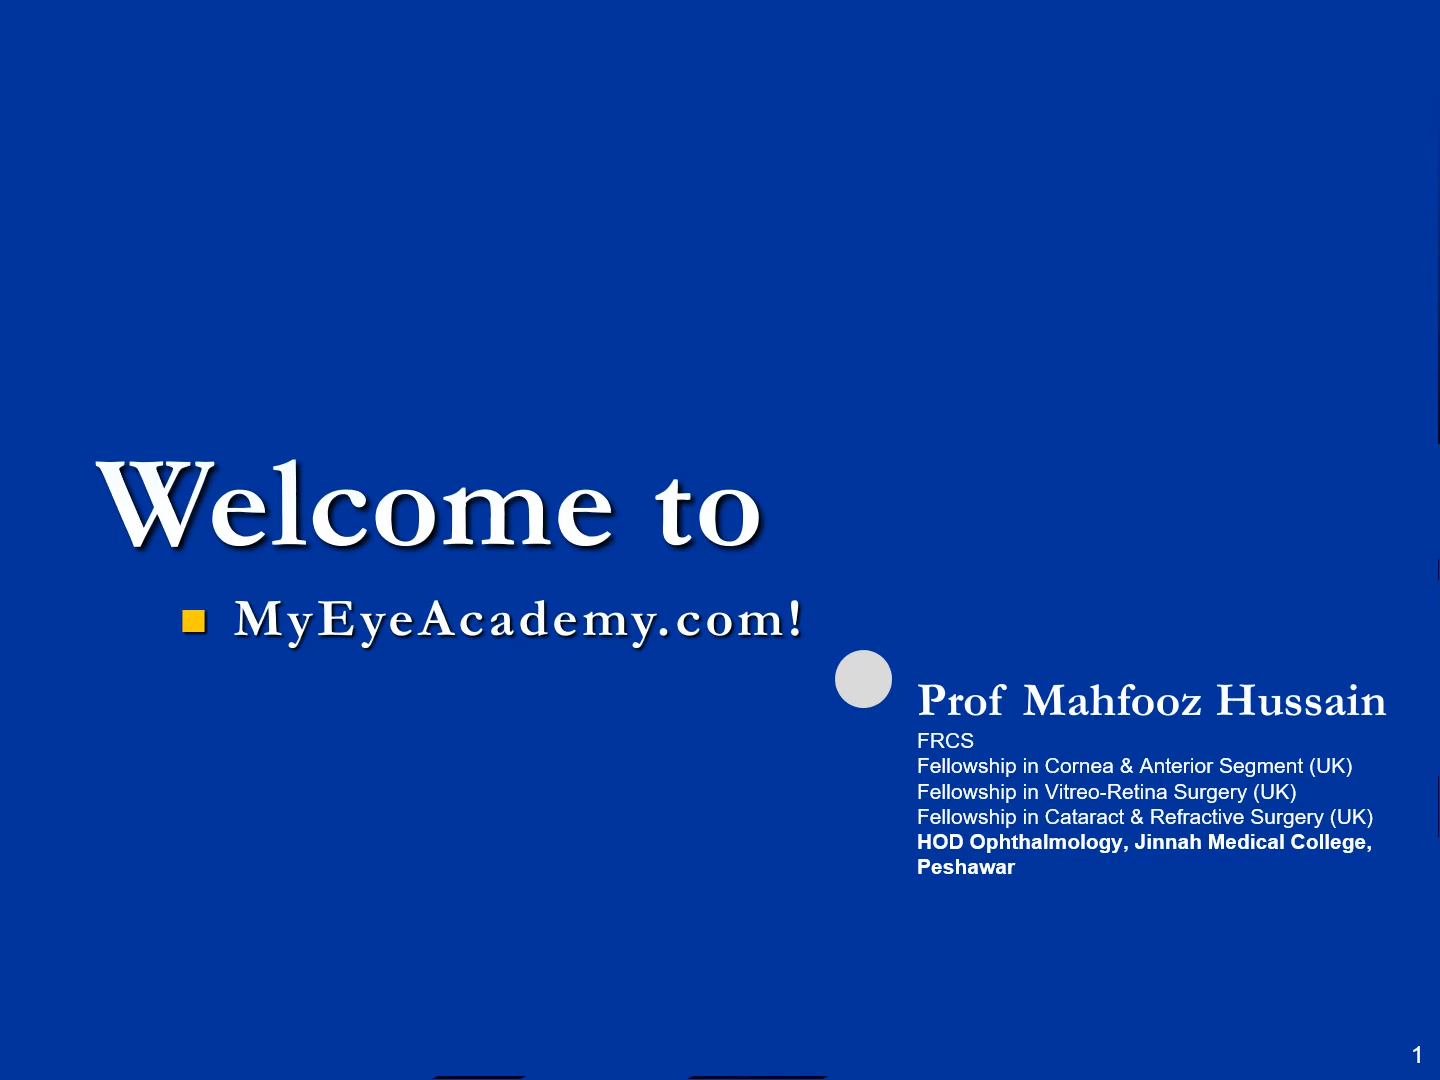 Welcome to
MyEyeAcademy.com!
Prof Mahfooz Hussain
FRCS
Fellowship in Cornea & Anterior Segment (UK)
Fellowship in Vitreo-Retina Surgery (UK)
Fellowship in Cataract & Refractive Surgery (UK)
HOD Ophthalmology, Jinnah Medical College,
Peshawar
1